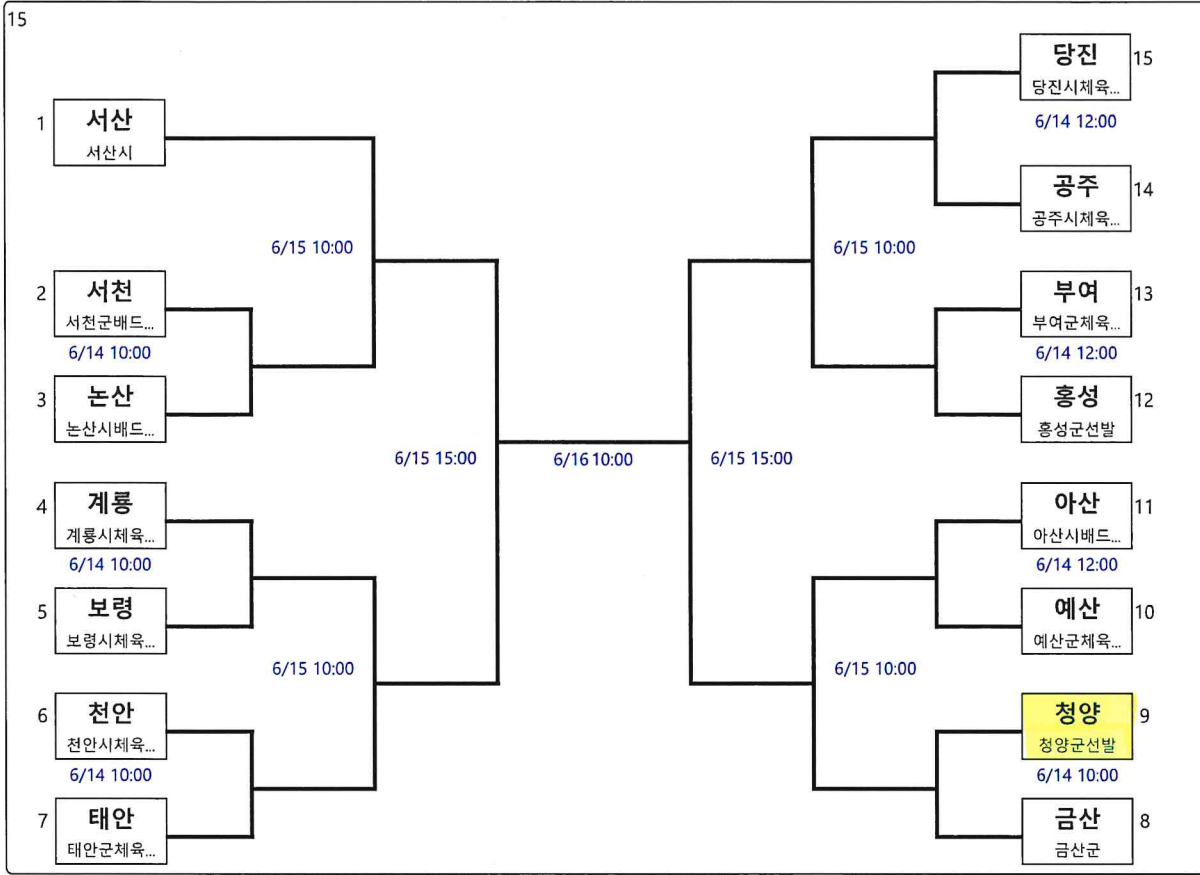 15
1
서산
서산시
6/15 10:00
2
서천
서천군배드...
6/14 10:00
3
논산
논산시배드...
6/15 15:00
4
계룡
계룡시체육...
6/14 10:00
5
보령
보령시체육...
6/15 10:00
6
천안
천안시체육...
6/14 10:00
7
태안
태안군체육...
6/16 10:00
당진
15
당진시체육...
6/14 12:00
공주
14
공주시체육...
6/15 10:00
부여
13
부여군체육...
6/14 12:00
홍성
12
홍성군선발
6/15 15:00
아산
11
아산시배드...
6/14 12:00
예산
10
예산군체육...
6/15 10:00
청양
9
청양군선발
6/14 10:00
금산
8
금산군